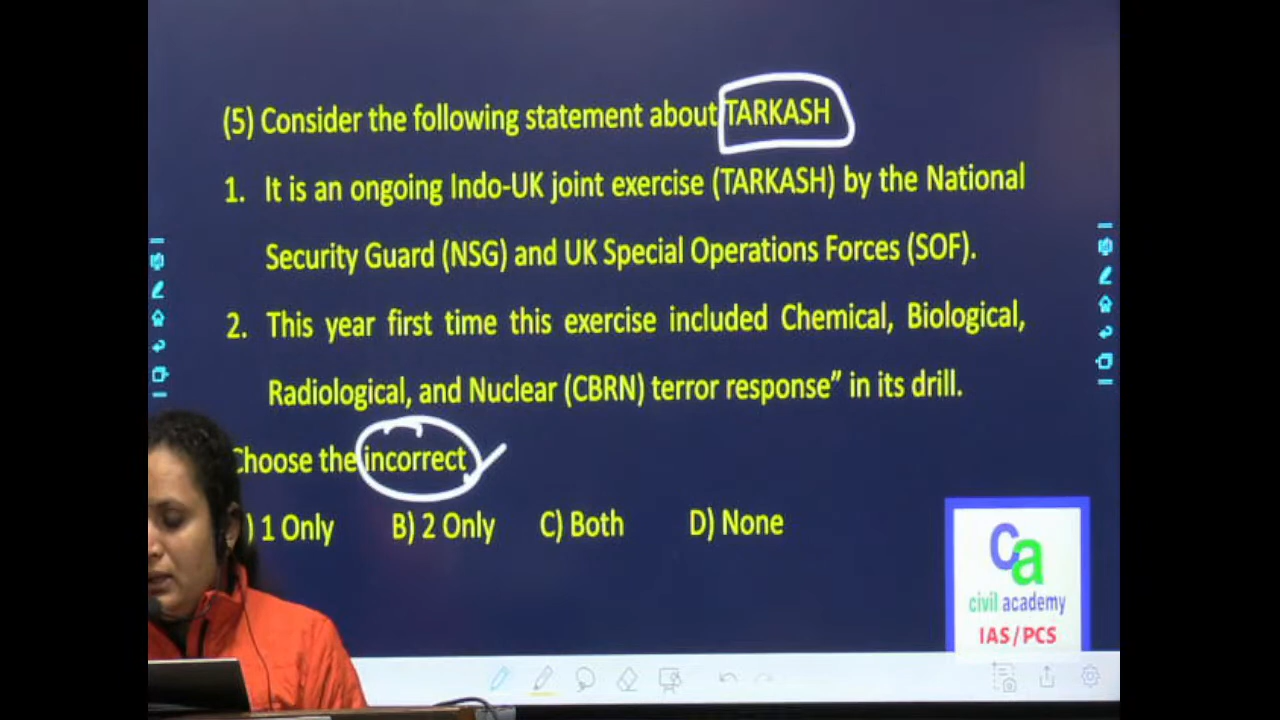 (5) Consider the following statement about TARKASH
1. It is an ongoing Indo-UK joint exercise (TARKASH) by the National
Security Guard (NSG) and UK Special Operations Forces (SOF).
2. This year first time this exercise included Chemical, Biological,
Radiological, and Nuclear (CBRN) terror response” in its drill.
Choose the incorrect
) 1 Only B) 2 Only C) Both D) None
Ca
civil academy
IAS/PCS